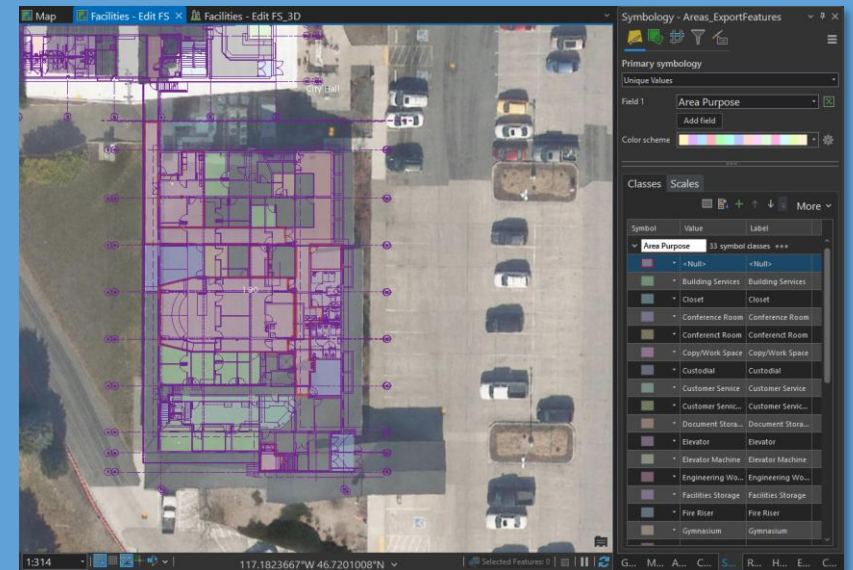 Map
Facilities - Edit FS ×
Facilities - Edit FS_3D
City Hall
190
1:314
117.1823667°W 46.7201008°N
Selected Features: 0
Symbology - Areas_ExportFeatures
Primary symbology
Unique Values
Field 1 Area Purpose
Add field
Color scheme
Classes Scales
More
Symbol Value Label
Area Purpose 33 symbol classes
<Null> <Null>
Building Services Building Services
Closet Closet
Conference Room Conference Room
Conferenct Room Conferenct Room
Copy/Work Space Copy/Work Space
Custodial Custodial
Customer Service Customer Service
Customer Servic... Customer Servic...
Document Stora... Document Stora...
Elevator Elevator
Elevator Machine Elevator Machine
Engineering Wo... Engineering Wo...
Facilities Storage Facilities Storage
Fire Riser Fire Riser
Gymnasium Gymnasium
G... M... A... C... S... R... H... E... C...